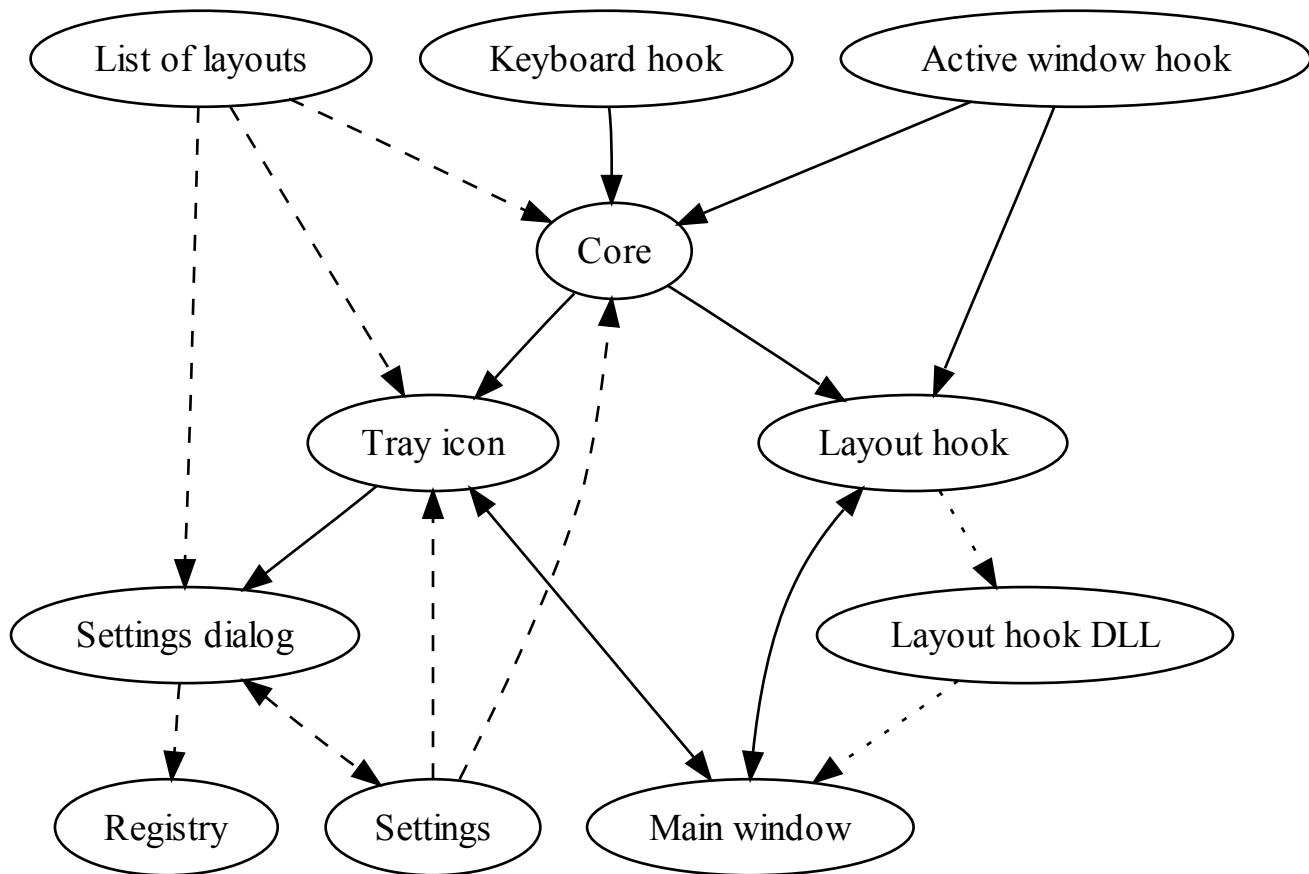 List of layouts
Keyboard hook
Active window hook
Core
Tray icon
Layout hook
Settings dialog
Layout hook DLL
Registry
Settings
Main window